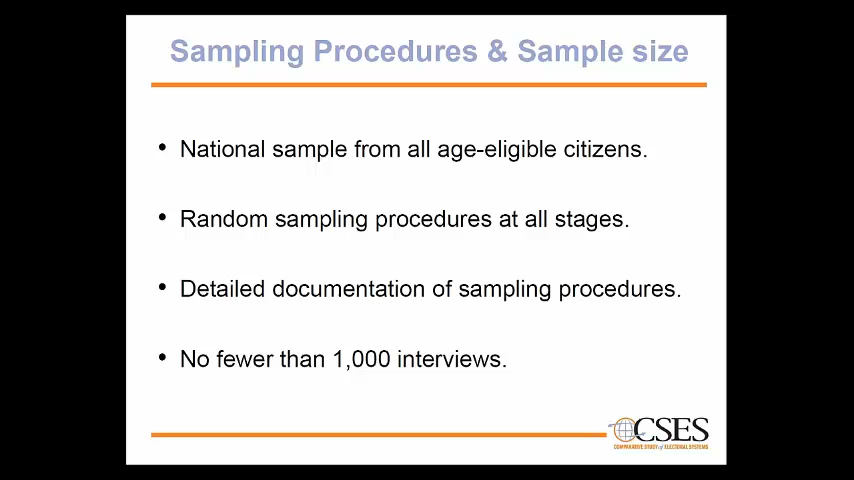 Sampling Procedures & Sample size
• National sample from all age-eligible citizens.
• Random sampling procedures at all stages.
• Detailed documentation of sampling procedures.
• No fewer than 1,000 interviews.
CSES
COMPARATIVE STUDY of ELECTORAL SYSTEMS